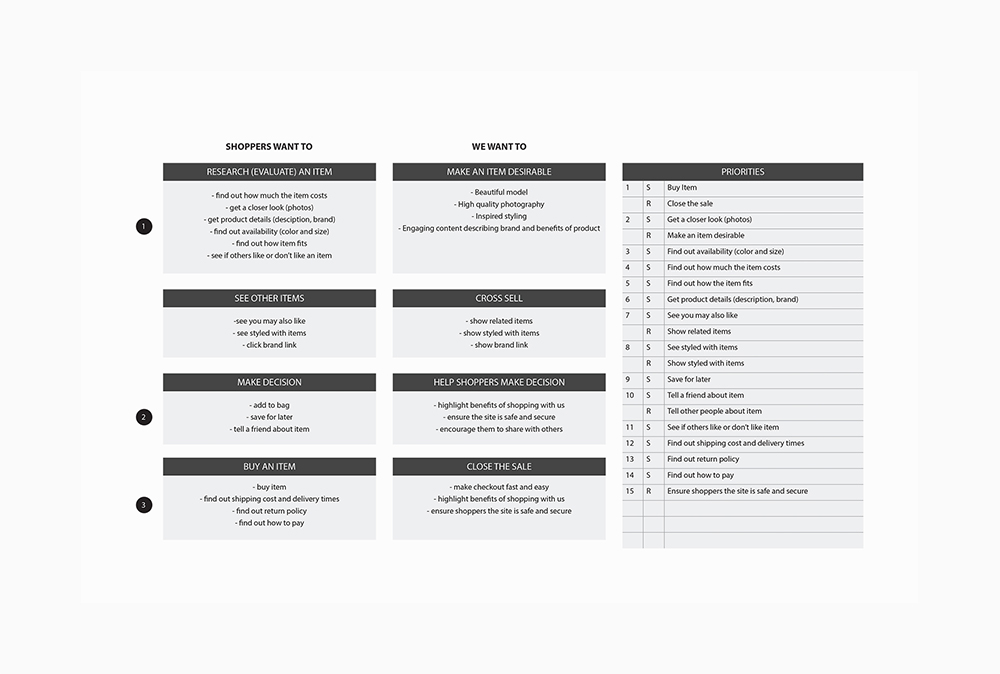 SHOPPERS WANT TO
WE WANT TO
RESEARCH (EVALUATE) AN ITEM
- find out how much the item costs
- get a closer look (photos)
- get product details (desciption, brand)
- find out availability (color and size)
- find out how item fits
- see if others like or don't like an item
MAKE AN ITEM DESIRABLE
- Beautiful model
- High quality photography
- Inspired styling
- Engaging content describing brand and benefits of product
1
SEE OTHER ITEMS
-see you may also like
- see styled with items
- click brand link
CROSS SELL
- show related items
- show styled with items
- show brand link
MAKE DECISION
- add to bag
- save for later
- tell a friend about item
HELP SHOPPERS MAKE DECISION
- highlight benefits of shopping with us
- ensure the site is safe and secure
- encourage them to share with others
2
BUY AN ITEM
- buy item
- find out shipping cost and delivery times
- find out return policy
- find out how to pay
CLOSE THE SALE
- make checkout fast and easy
- highlight benefits of shopping with us
- ensure shoppers the site is safe and secure
3
PRIORITIES
1 S Buy Item
R Close the sale
2 S Get a closer look (photos)
R Make an item desirable
3 S Find out availability (color and size)
4 S Find out how much the item costs
5 S Find out how the item fits
6 S Get product details (description, brand)
7 S See you may also like
R Show related items
8 S See styled with items
R Show styled with items
9 S Save for later
10 S Tell a friend about item
R Tell other people about item
11 S See if others like or don't like item
12 S Find out shipping cost and delivery times
13 S Find out return policy
14 S Find out how to pay
15 R Ensure shoppers the site is safe and secure